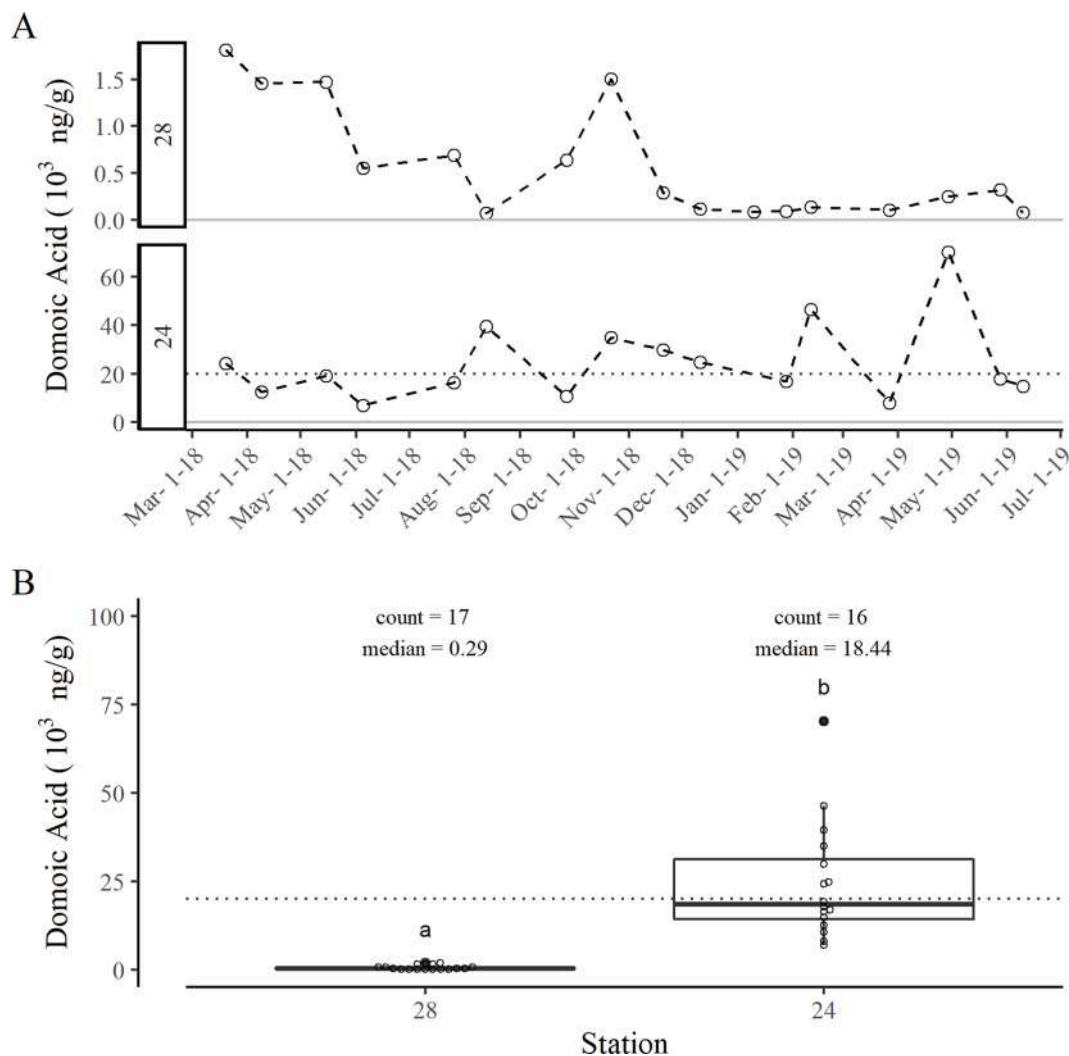 A
Domoic Acid ( 10³ ng/g)
28
1.5
1.0
0.5
0.0
24
60
40
20
0
Mar- 1-18
Apr- 1-18
May- 1-18
Jun- 1-18
Jul- 1-18
Aug- 1-18
Sep- 1-18
Oct- 1-18
Nov- 1-18
Dec- 1-18
Jan- 1-19
Feb- 1-19
Mar- 1-19
Apr- 1-19
May- 1-19
Jun- 1-19
Jul- 1-19
B
Domoic Acid ( 10³ ng/g)
100
75
50
25
0
count = 17
median = 0.29
count = 16
median = 18.44
a
b
28
24
Station